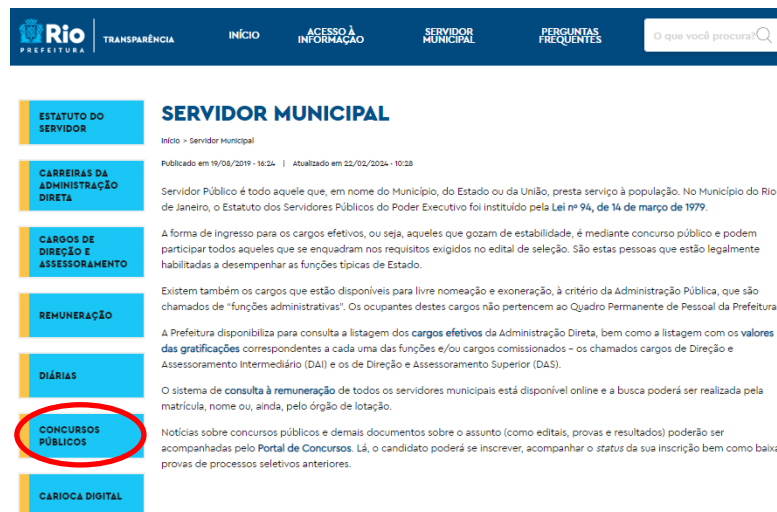 Rio
PREFEITURA
TRANSPARÊNCIA
INÍCIO
ACESSO À
INFORMAÇÃO
SERVIDOR
MUNICIPAL
PERGUNTAS
FREQUENTES
O que você procura?
ESTATUTO DO
SERVIDOR
CARREIRAS DA
ADMINISTRAÇÃO
DIRETA
CARGOS DE
DIREÇÃO E
ASSESSORAMENTO
REMUNERAÇÃO
DIÁRIAS
CONCURSOS
PÚBLICOS
CARIOCA DIGITAL
SERVIDOR MUNICIPAL
Início > Servidor Municipal
Publicado em 19/08/2019 - 16:24 | Atualizado em 22/02/2024 - 10:28
Servidor Público é todo aquele que, em nome do Município, do Estado ou da União, presta serviço à população. No Município do Rio
de Janeiro, o Estatuto dos Servidores Públicos do Poder Executivo foi instituído pela Lei nº 94, de 14 de março de 1979.
A forma de ingresso para os cargos efetivos, ou seja, aqueles que gozam de estabilidade, é mediante concurso público e podem
participar todos aqueles que se enquadram nos requisitos exigidos no edital de seleção. São estas pessoas que estão legalmente
habilitadas a desempenhar as funções típicas de Estado.
Existem também os cargos que estão disponíveis para livre nomeação e exoneração, à critério da Administração Pública, que são
chamados de "funções administrativas". Os ocupantes destes cargos não pertencem ao Quadro Permanente de Pessoal da Prefeitura
A Prefeitura disponibiliza para consulta a listagem dos cargos efetivos da Administração Direta, bem como a listagem com os valores
das gratificações correspondentes a cada uma das funções e/ou cargos comissionados – os chamados cargos de Direção e
Assessoramento Intermediário (DAI) e os de Direção e Assessoramento Superior (DAS).
O sistema de consulta à remuneração de todos os servidores municipais está disponível online e a busca poderá ser realizada pela
matrícula, nome ou, ainda, pelo órgão de lotação.
Notícias sobre concursos públicos e demais documentos sobre o assunto (como editais, provas e resultados) poderão ser
acompanhadas pelo Portal de Concursos. Lá, o candidato poderá se inscrever, acompanhar o status da sua inscrição bem como baixa
provas de processos seletivos anteriores.